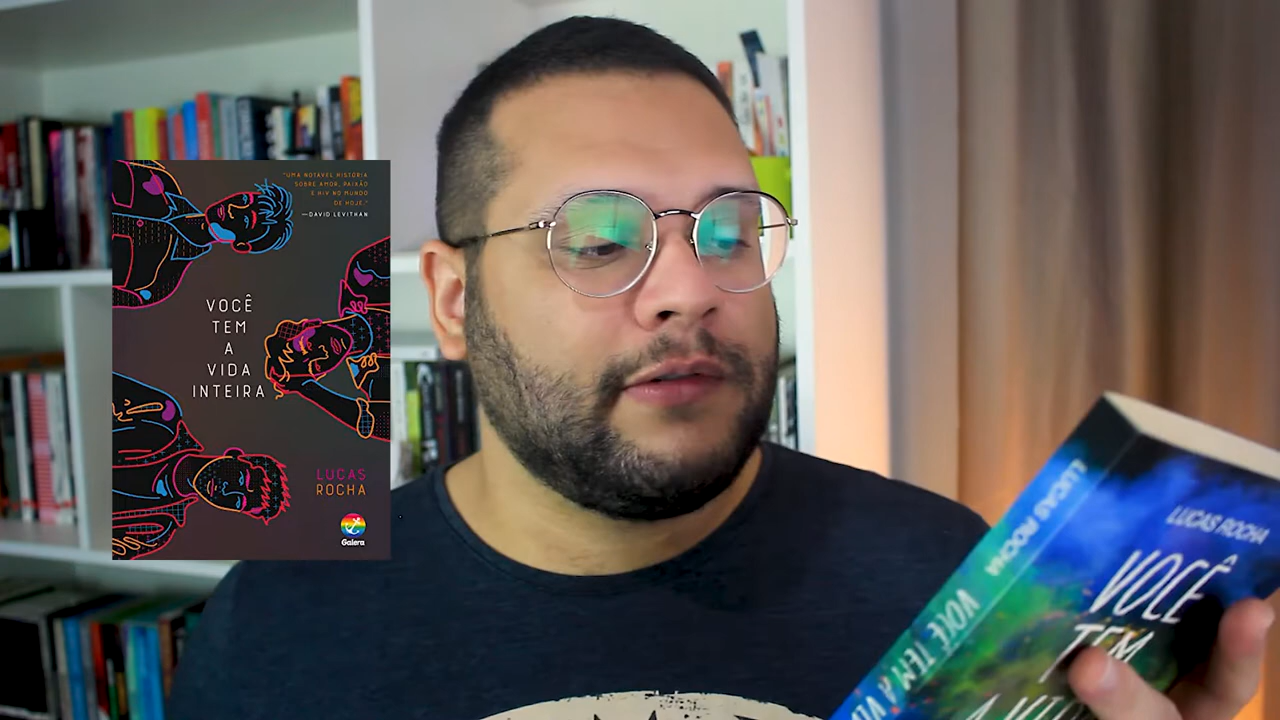 "UMA NOTÁVEL HISTÓRIA
SOBRE AMOR, PAIXÃO
E HIV NO MUNDO
DE HOJE."
—DAVID LEVITHAN
VOCÊ
TEM
A
VIDA
INTEIRA
LUCAS
ROCHA
Galera
LUCAS ROCHA
VOCÊ TEM A VI
LUCAS ROCHA
VOCÊ
TEM
A VIDA